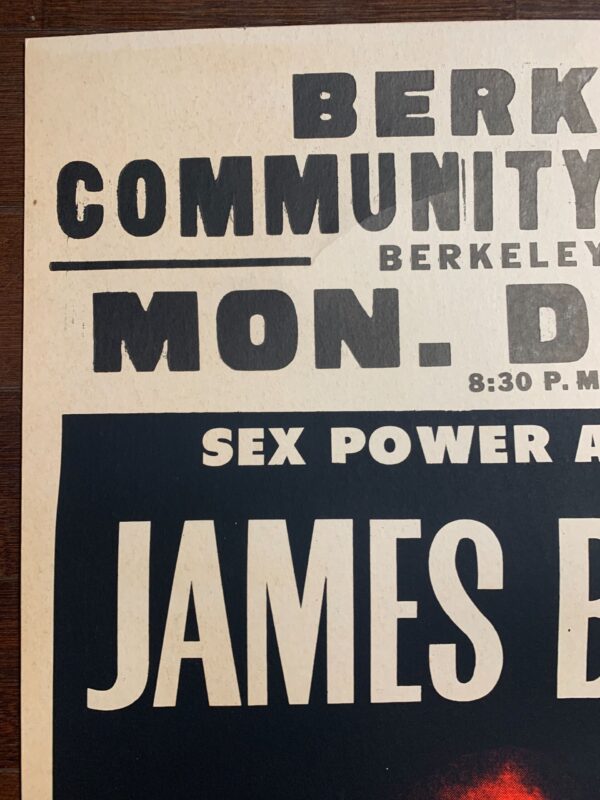 BERK
COMMUNITY
BERKELEY
MON. D
8:30 P. M
SEX POWER A
JAMES B